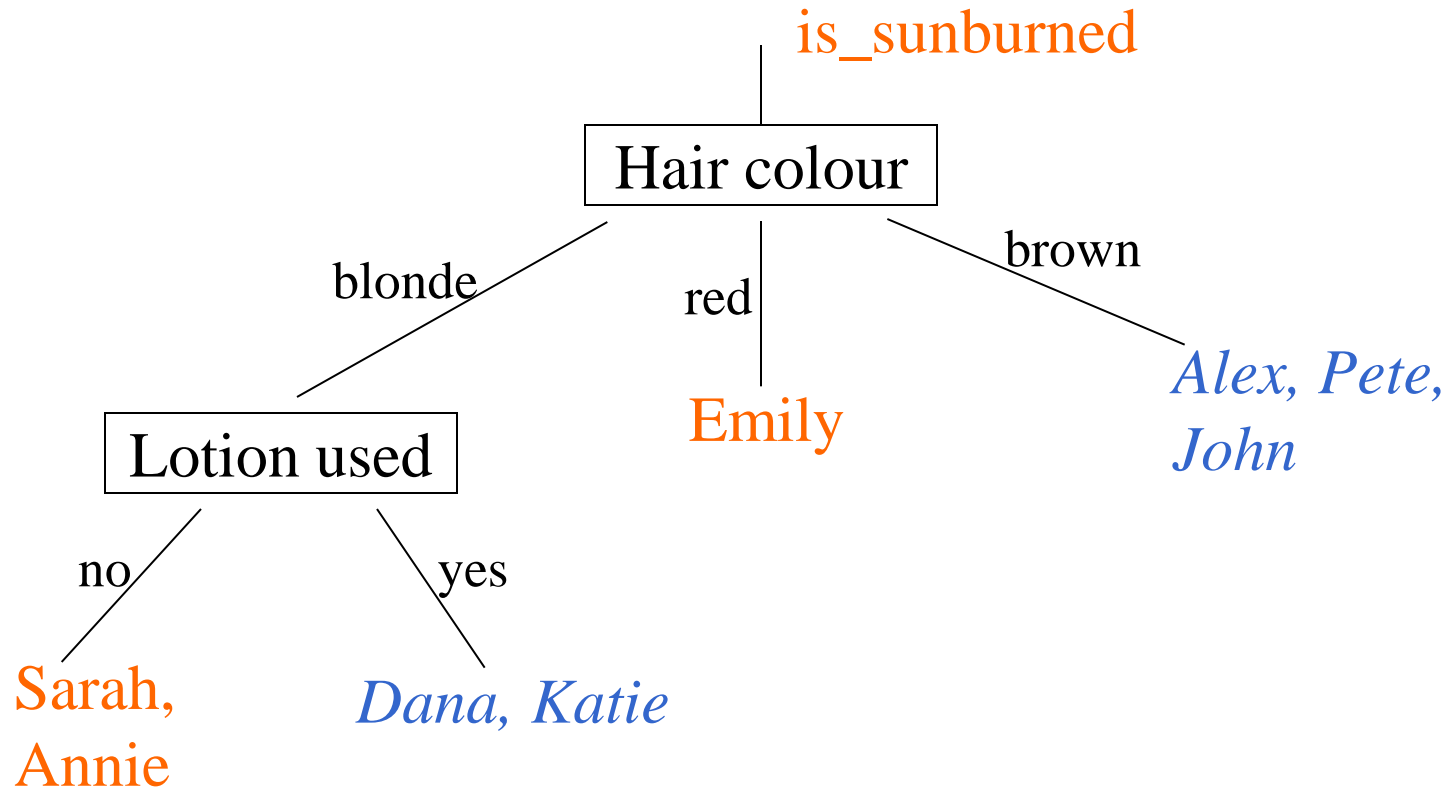 is_sunburned
Hair colour
blonde
red
brown
Alex, Pete,
John
Emily
Lotion used
no
yes
Sarah,
Annie
Dana, Katie